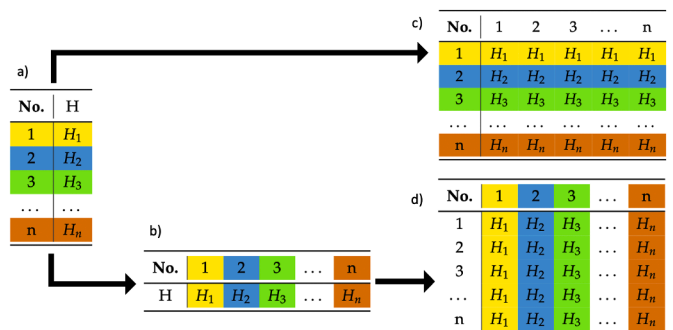 a)
No. H
1 H₁
2 H₂
3 H₃
... ...
n Hₙ
b)
No. 1 2 3 ... n
H H₁ H₂ H₃ ... Hₙ
c)
No. 1 2 3 ... n
1 H₁ H₁ H₁ H₁ H₁
2 H₂ H₂ H₂ H₂ H₂
3 H₃ H₃ H₃ H₃ H₃
... ... ... ... ... ...
n Hₙ Hₙ Hₙ Hₙ Hₙ
d)
No. 1 2 3 ... n
1 H₁ H₂ H₃ ... Hₙ
2 H₁ H₂ H₃ ... Hₙ
3 H₁ H₂ H₃ ... Hₙ
... H₁ H₂ H₃ ... Hₙ
n H₁ H₂ H₃ ... Hₙ